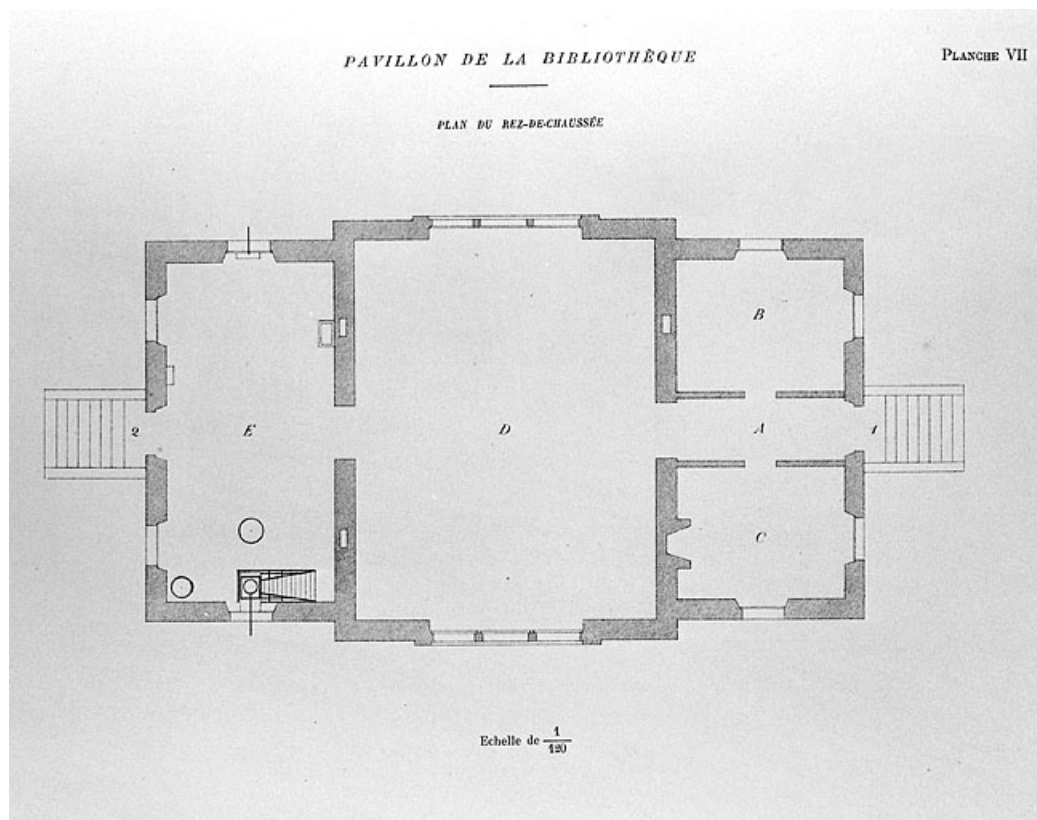 PAVILLON DE LA BIBLIOTHÈQUE
PLANCHE VII
PLAN DU REZ-DE-CHAUSSÉE
B
2
E
D
A
1
C
Echelle de 1/120